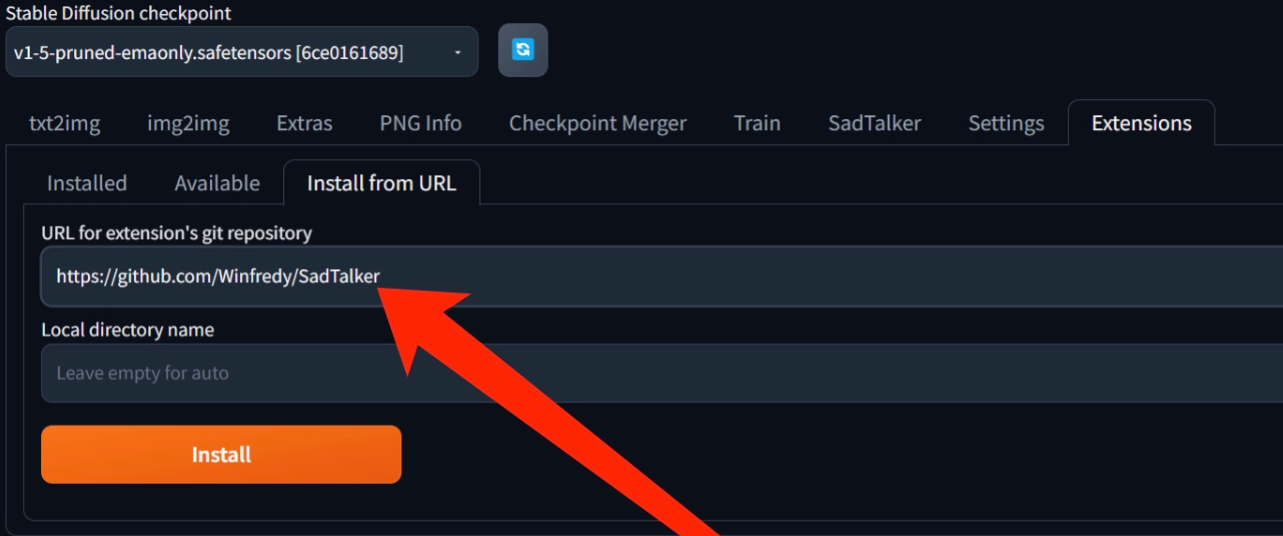 Stable Diffusion checkpoint
v1-5-pruned-emaonly.safetensors [6ce0161689]
txt2img img2img Extras PNG Info Checkpoint Merger Train SadTalker Settings Extensions
Installed Available Install from URL
URL for extension's git repository
https://github.com/Winfredy/SadTalker
Local directory name
Leave empty for auto
Install